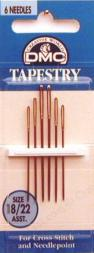 6 NEEDLES
DMC
TAPESTRY
SIZE
18/22
ASST.
For Cross-Stitch
and Needlepoint